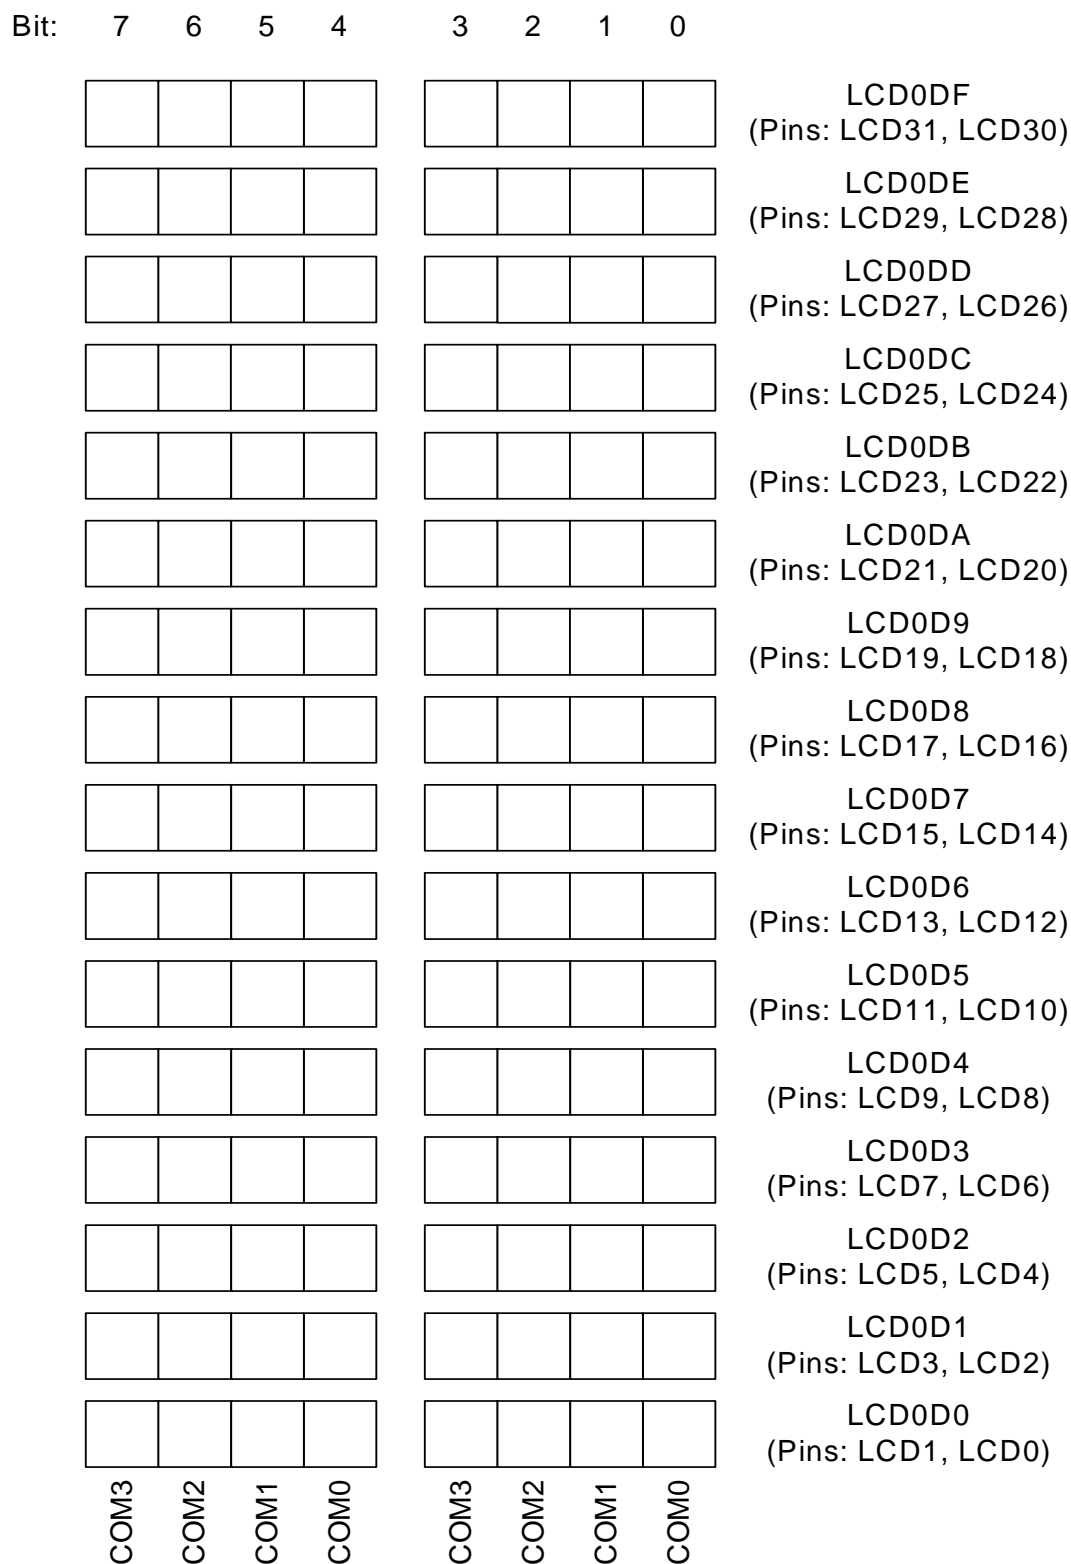 Bit: 7 6 5 4 3 2 1 0
LCD0DF
(Pins: LCD31, LCD30)
LCD0DE
(Pins: LCD29, LCD28)
LCD0DD
(Pins: LCD27, LCD26)
LCD0DC
(Pins: LCD25, LCD24)
LCD0DB
(Pins: LCD23, LCD22)
LCD0DA
(Pins: LCD21, LCD20)
LCD0D9
(Pins: LCD19, LCD18)
LCD0D8
(Pins: LCD17, LCD16)
LCD0D7
(Pins: LCD15, LCD14)
LCD0D6
(Pins: LCD13, LCD12)
LCD0D5
(Pins: LCD11, LCD10)
LCD0D4
(Pins: LCD9, LCD8)
LCD0D3
(Pins: LCD7, LCD6)
LCD0D2
(Pins: LCD5, LCD4)
LCD0D1
(Pins: LCD3, LCD2)
LCD0D0
(Pins: LCD1, LCD0)
COM3 COM2 COM1 COM0 COM3 COM2 COM1 COM0